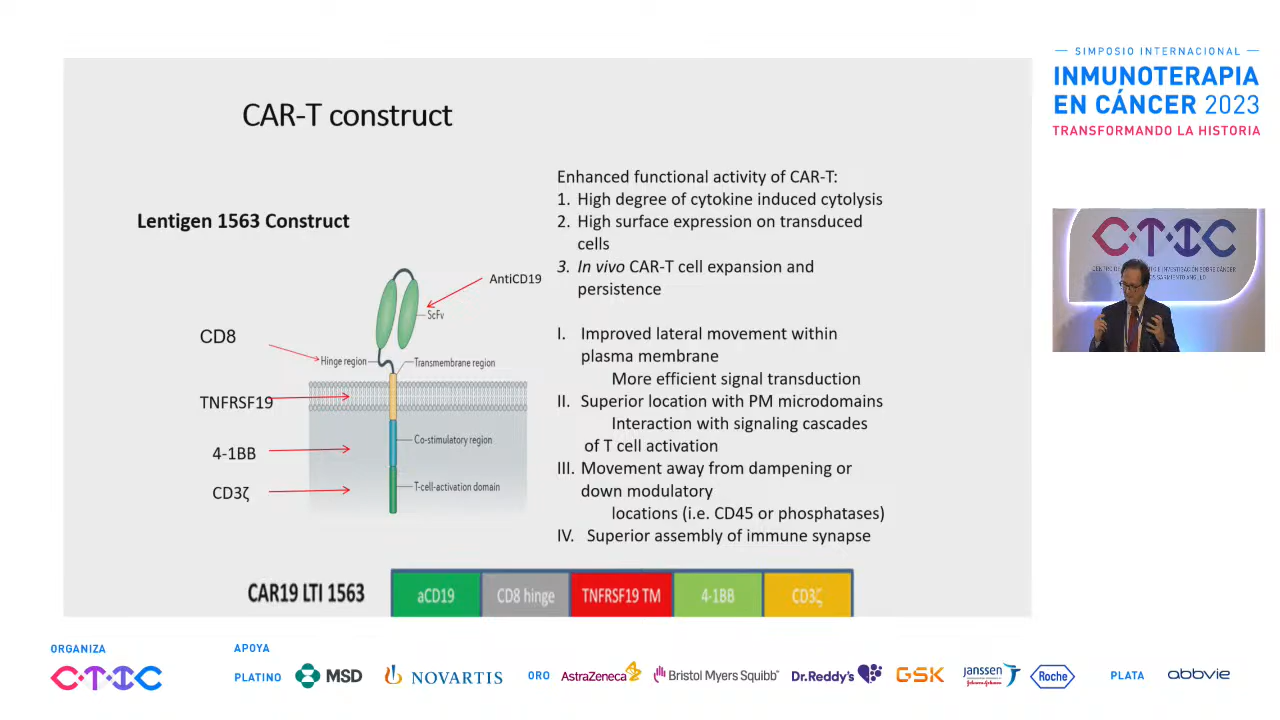 CAR-T construct
Lentigen 1563 Construct
AntiCD19
ScFv
CD8
Hinge region
Transmembrane region
TNFRSF19
4-1BB
Co-stimulatory region
CD3ζ
T-cell-activation domain
Enhanced functional activity of CAR-T:
1. High degree of cytokine induced cytolysis
2. High surface expression on transduced
cells
3. In vivo CAR-T cell expansion and
persistence
I. Improved lateral movement within
plasma membrane
More efficient signal transduction
II. Superior location with PM microdomains
Interaction with signaling cascades
of T cell activation
III. Movement away from dampening or
down modulatory
locations (i.e. CD45 or phosphatases)
IV. Superior assembly of immune synapse
CAR19 LTI 1563
aCD19
CD8 hinge
TNFRSF19 TM
4-1BB
CD3ζ
SIMPOSIO INTERNACIONAL
INMUNOTERAPIA
EN CÁNCER 2023
TRANSFORMANDO LA HISTORIA
CTIC
ORGANIZA
CTIC
APOYA
PLATINO
MSD
NOVARTIS
ORO
AstraZeneca
Bristol Myers Squibb
Dr.Reddy's
GSK
Janssen
Johnson&Johnson
Roche
PLATA
abbvie